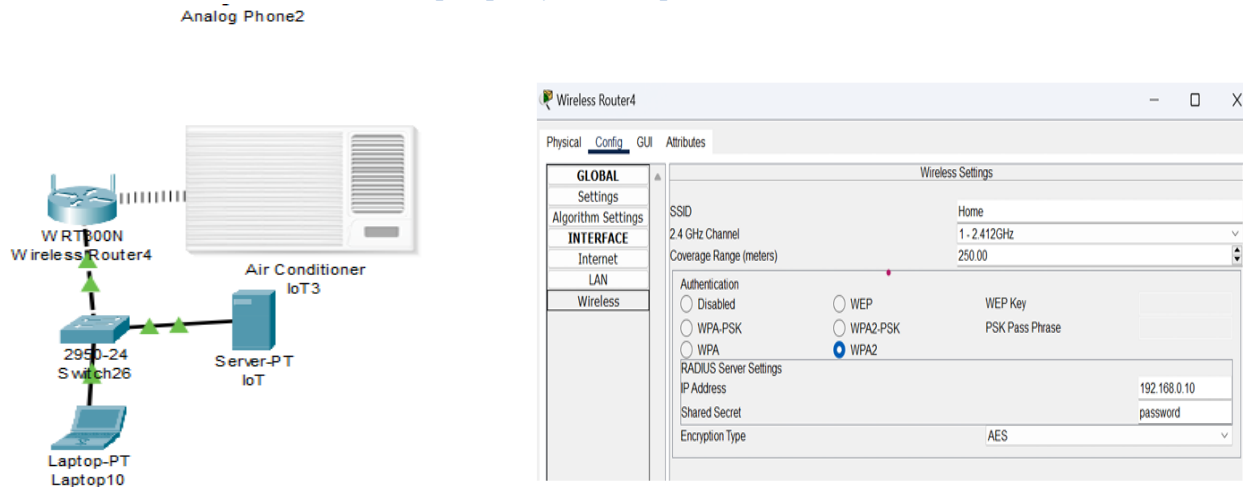 Analog Phone2
WRT300N
Wireless Router4
Air Conditioner
IoT3
2950-24
Switch26
Server-PT
IoT
Laptop-PT
Laptop10
Wireless Router4
Physical Config GUI Attributes
GLOBAL
Settings
Algorithm Settings
INTERFACE
Internet
LAN
Wireless
Wireless Settings
SSID Home
2.4 GHz Channel 1 - 2.412GHz
Coverage Range (meters) 250.00
Authentication
Disabled WEP WEP Key
WPA-PSK WPA2-PSK PSK Pass Phrase
WPA WPA2
RADIUS Server Settings
IP Address 192.168.0.10
Shared Secret password
Encryption Type AES